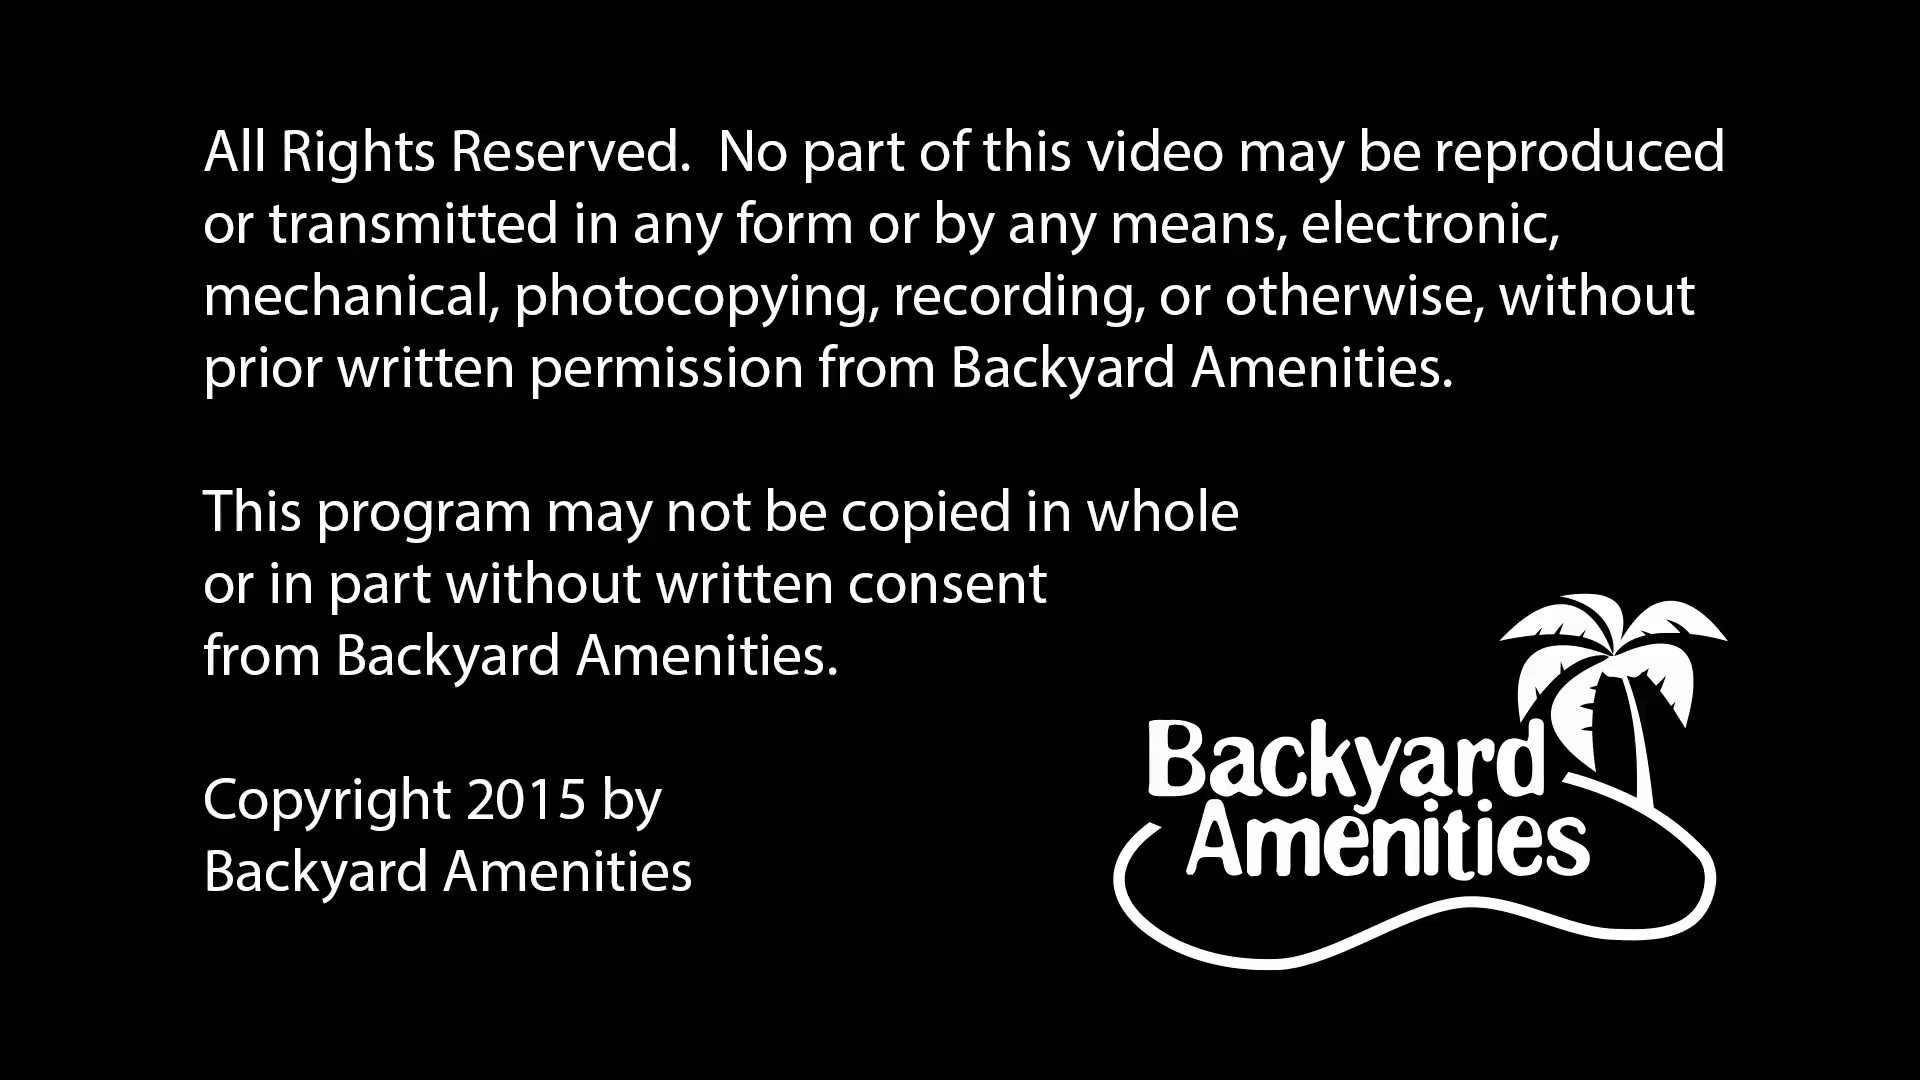 All Rights Reserved.  No part of this video may be reproduced
or transmitted in any form or by any means, electronic,
mechanical, photocopying, recording, or otherwise, without
prior written permission from Backyard Amenities.
This program may not be copied in whole
or in part without written consent
from Backyard Amenities.
Copyright 2015 by
Backyard Amenities
Backyard
Amenities